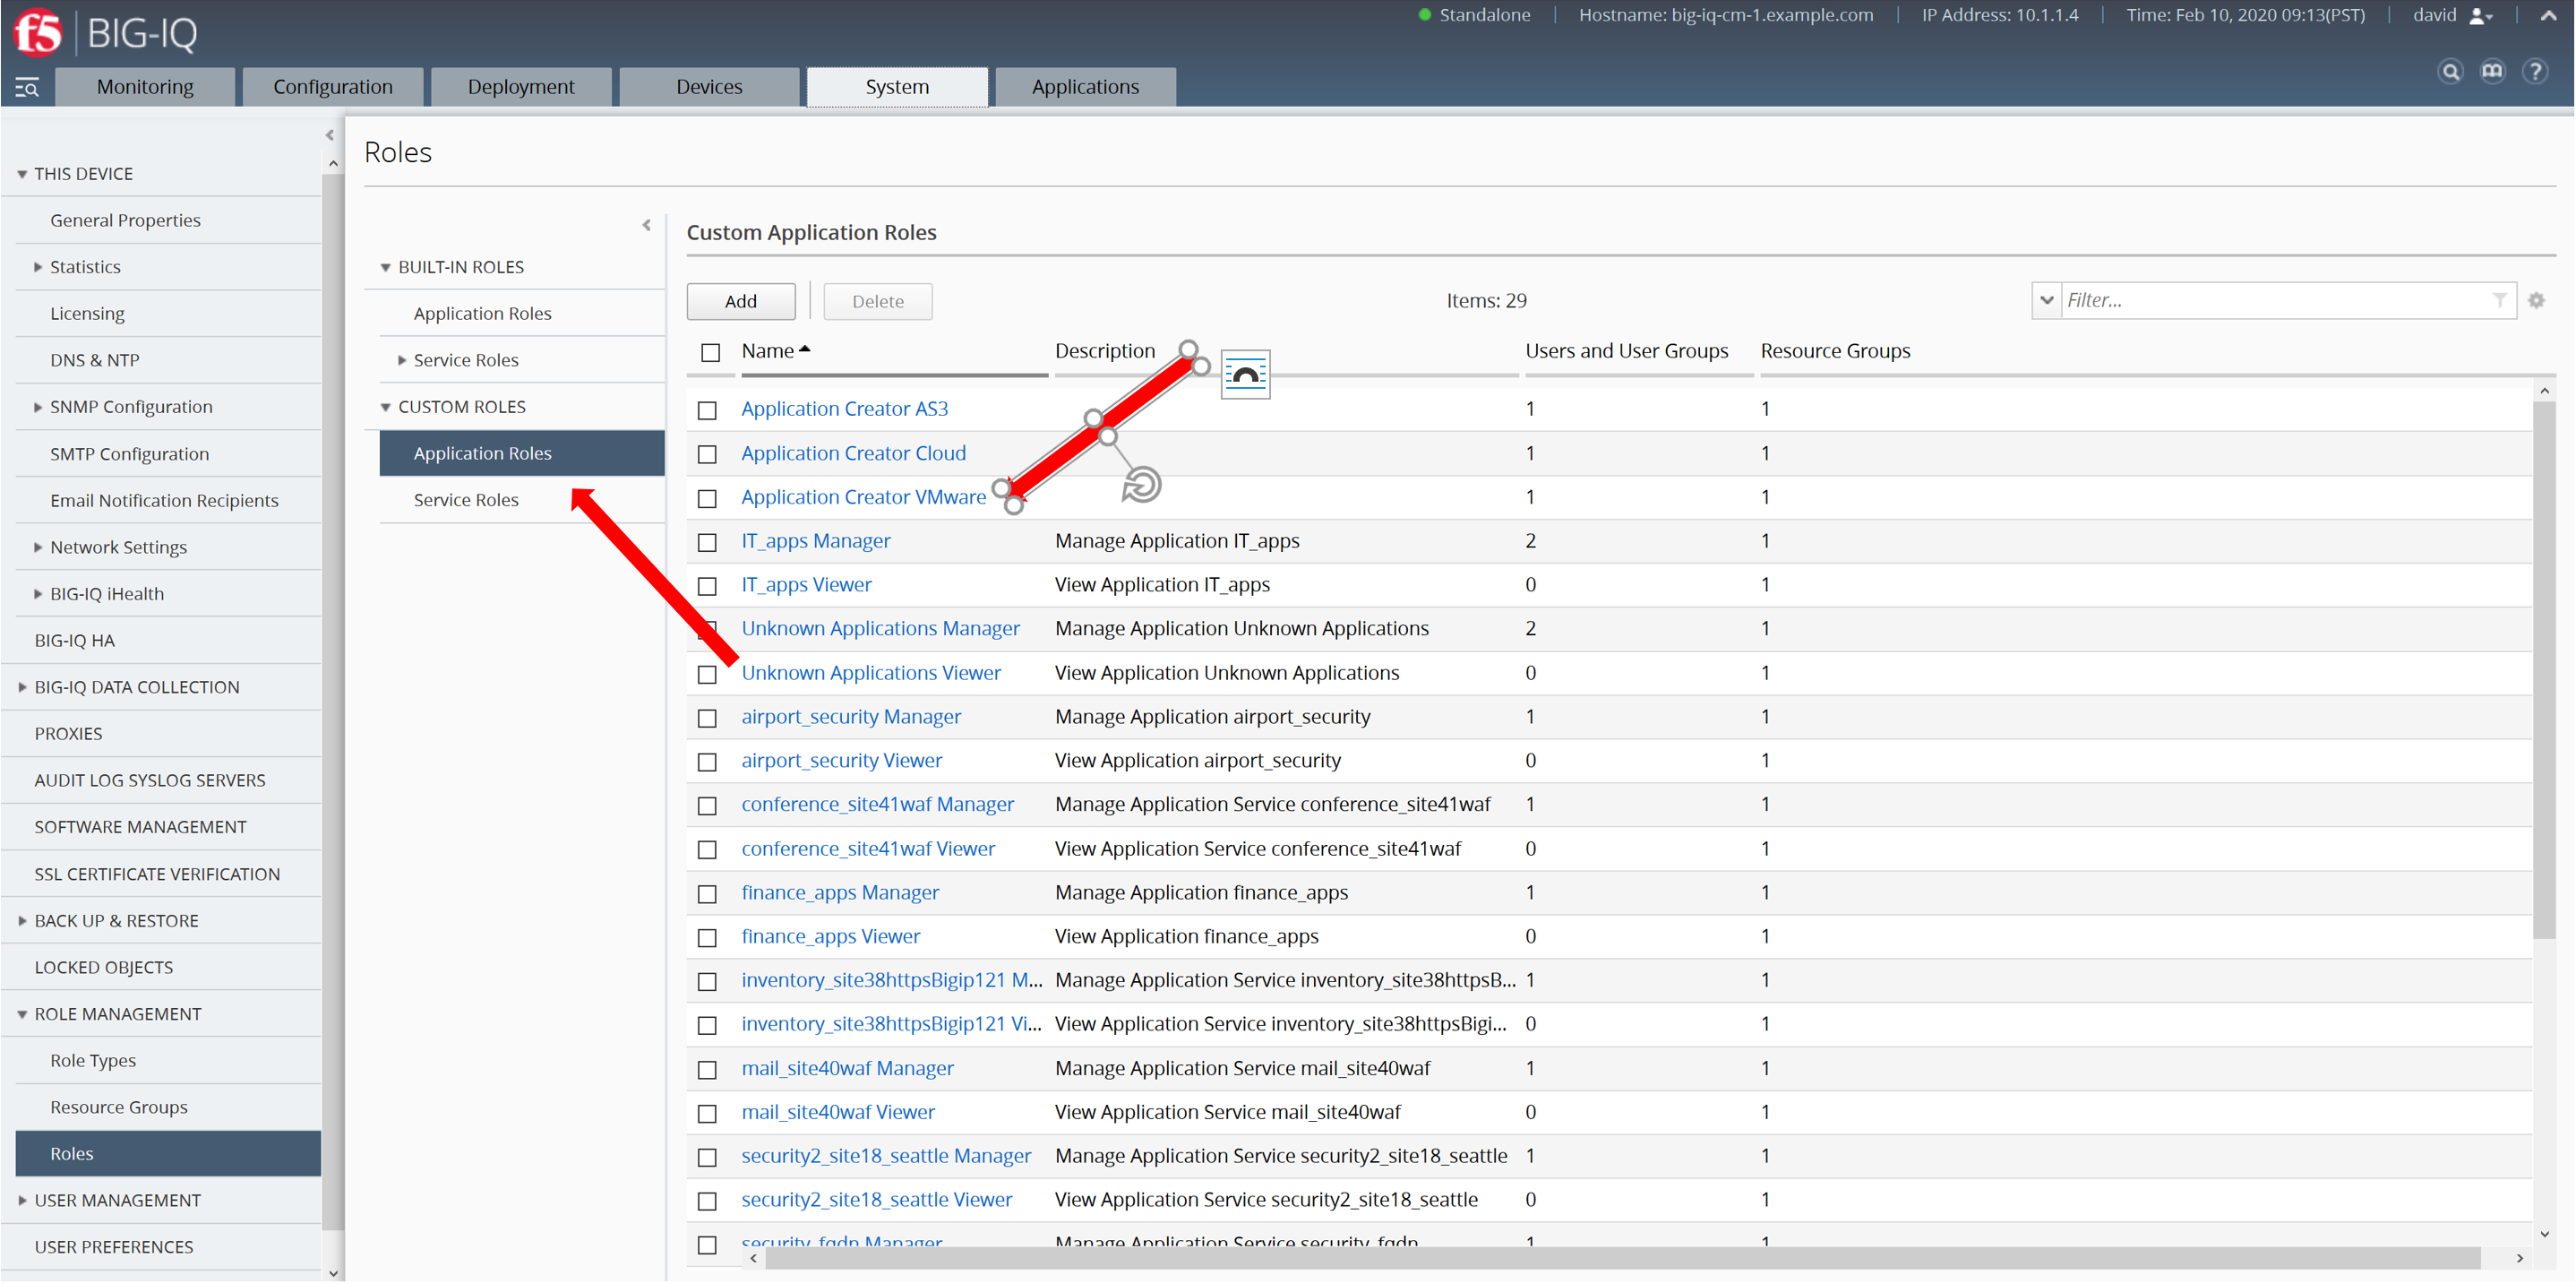 f5 BIG-IQ
Standalone Hostname: big-iq-cm-1.example.com IP Address: 10.1.1.4 Time: Feb 10, 2020 09:13(PST) david
Monitoring Configuration Deployment Devices System Applications
THIS DEVICE
General Properties
Statistics
Licensing
DNS & NTP
SNMP Configuration
SMTP Configuration
Email Notification Recipients
Network Settings
BIG-IQ iHealth
BIG-IQ HA
BIG-IQ DATA COLLECTION
PROXIES
AUDIT LOG SYSLOG SERVERS
SOFTWARE MANAGEMENT
SSL CERTIFICATE VERIFICATION
BACK UP & RESTORE
LOCKED OBJECTS
ROLE MANAGEMENT
Role Types
Resource Groups
Roles
USER MANAGEMENT
USER PREFERENCES
Roles
BUILT-IN ROLES
Application Roles
Service Roles
CUSTOM ROLES
Application Roles
Service Roles
Custom Application Roles
Add Delete Items: 29 Filter...
Name Description Users and User Groups Resource Groups
Application Creator AS3 1 1
Application Creator Cloud 1 1
Application Creator VMware 1 1
IT_apps Manager Manage Application IT_apps 2 1
IT_apps Viewer View Application IT_apps 0 1
Unknown Applications Manager Manage Application Unknown Applications 2 1
Unknown Applications Viewer View Application Unknown Applications 0 1
airport_security Manager Manage Application airport_security 1 1
airport_security Viewer View Application airport_security 0 1
conference_site41waf Manager Manage Application Service conference_site41waf 1 1
conference_site41waf Viewer View Application Service conference_site41waf 0 1
finance_apps Manager Manage Application finance_apps 1 1
finance_apps Viewer View Application finance_apps 0 1
inventory_site38httpsBigip121 M... Manage Application Service inventory_site38httpsB... 1 1
inventory_site38httpsBigip121 Vi... View Application Service inventory_site38httpsBigi... 0 1
mail_site40waf Manager Manage Application Service mail_site40waf 1 1
mail_site40waf Viewer View Application Service mail_site40waf 0 1
security2_site18_seattle Manager Manage Application Service security2_site18_seattle 1 1
security2_site18_seattle Viewer View Application Service security2_site18_seattle 0 1
security_fqdn Manager Manage Application Service security_fqdn 1 1